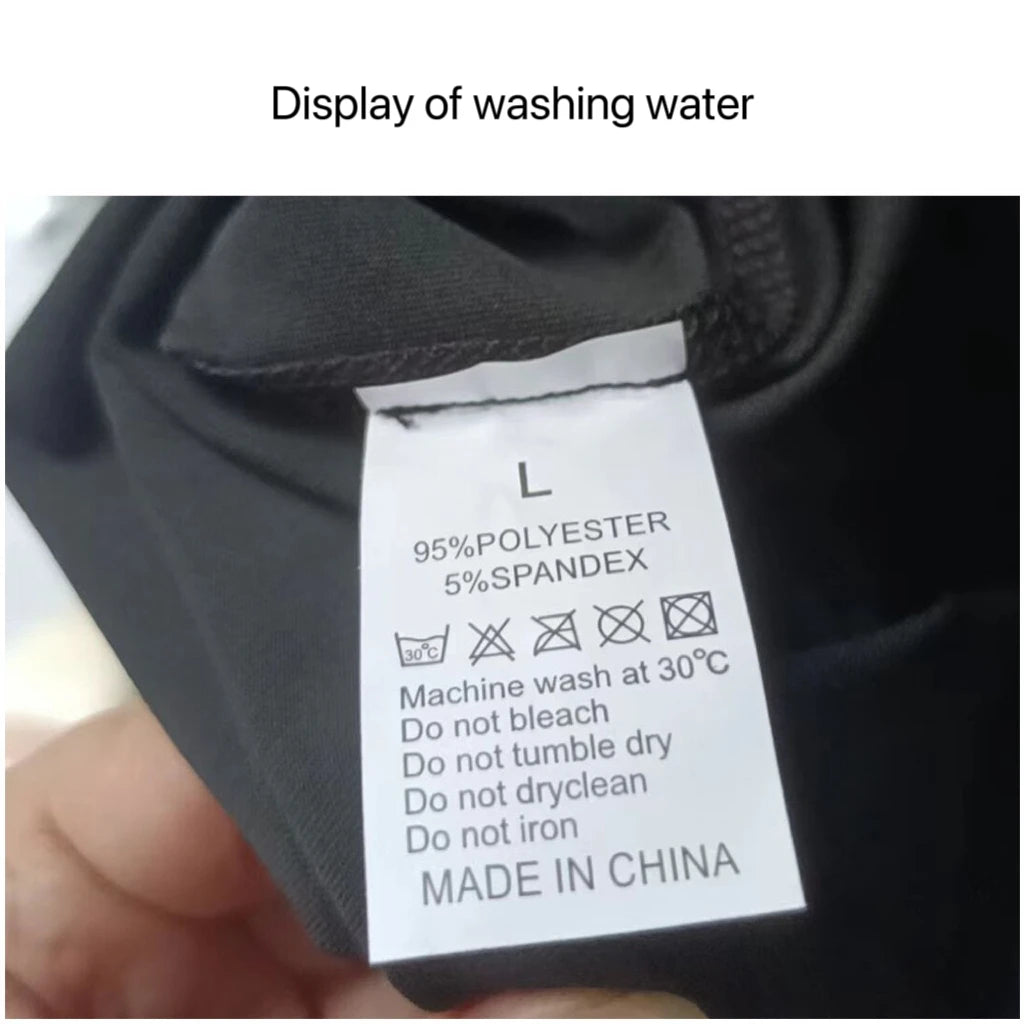 Display of washing water
L
95%POLYESTER
5%SPANDEX
30°C
Machine wash at 30°C
Do not bleach
Do not tumble dry
Do not dryclean
Do not iron
MADE IN CHINA